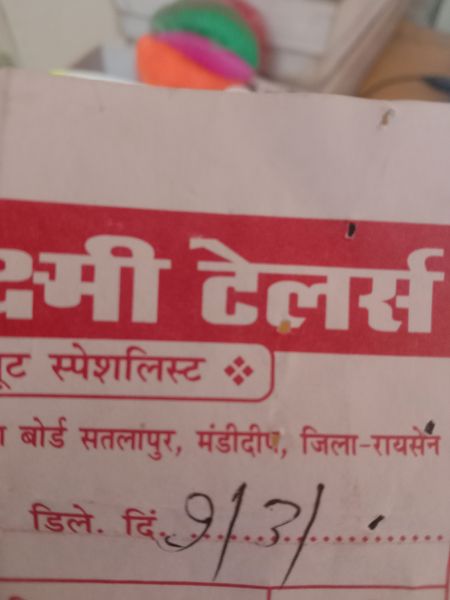 क्ष्मी टेलर्स
स्पेशलिस्ट
बोर्ड सतलापुर, मंडीदीप, जिला-रायसेन
डिले. दिं. 9/3/